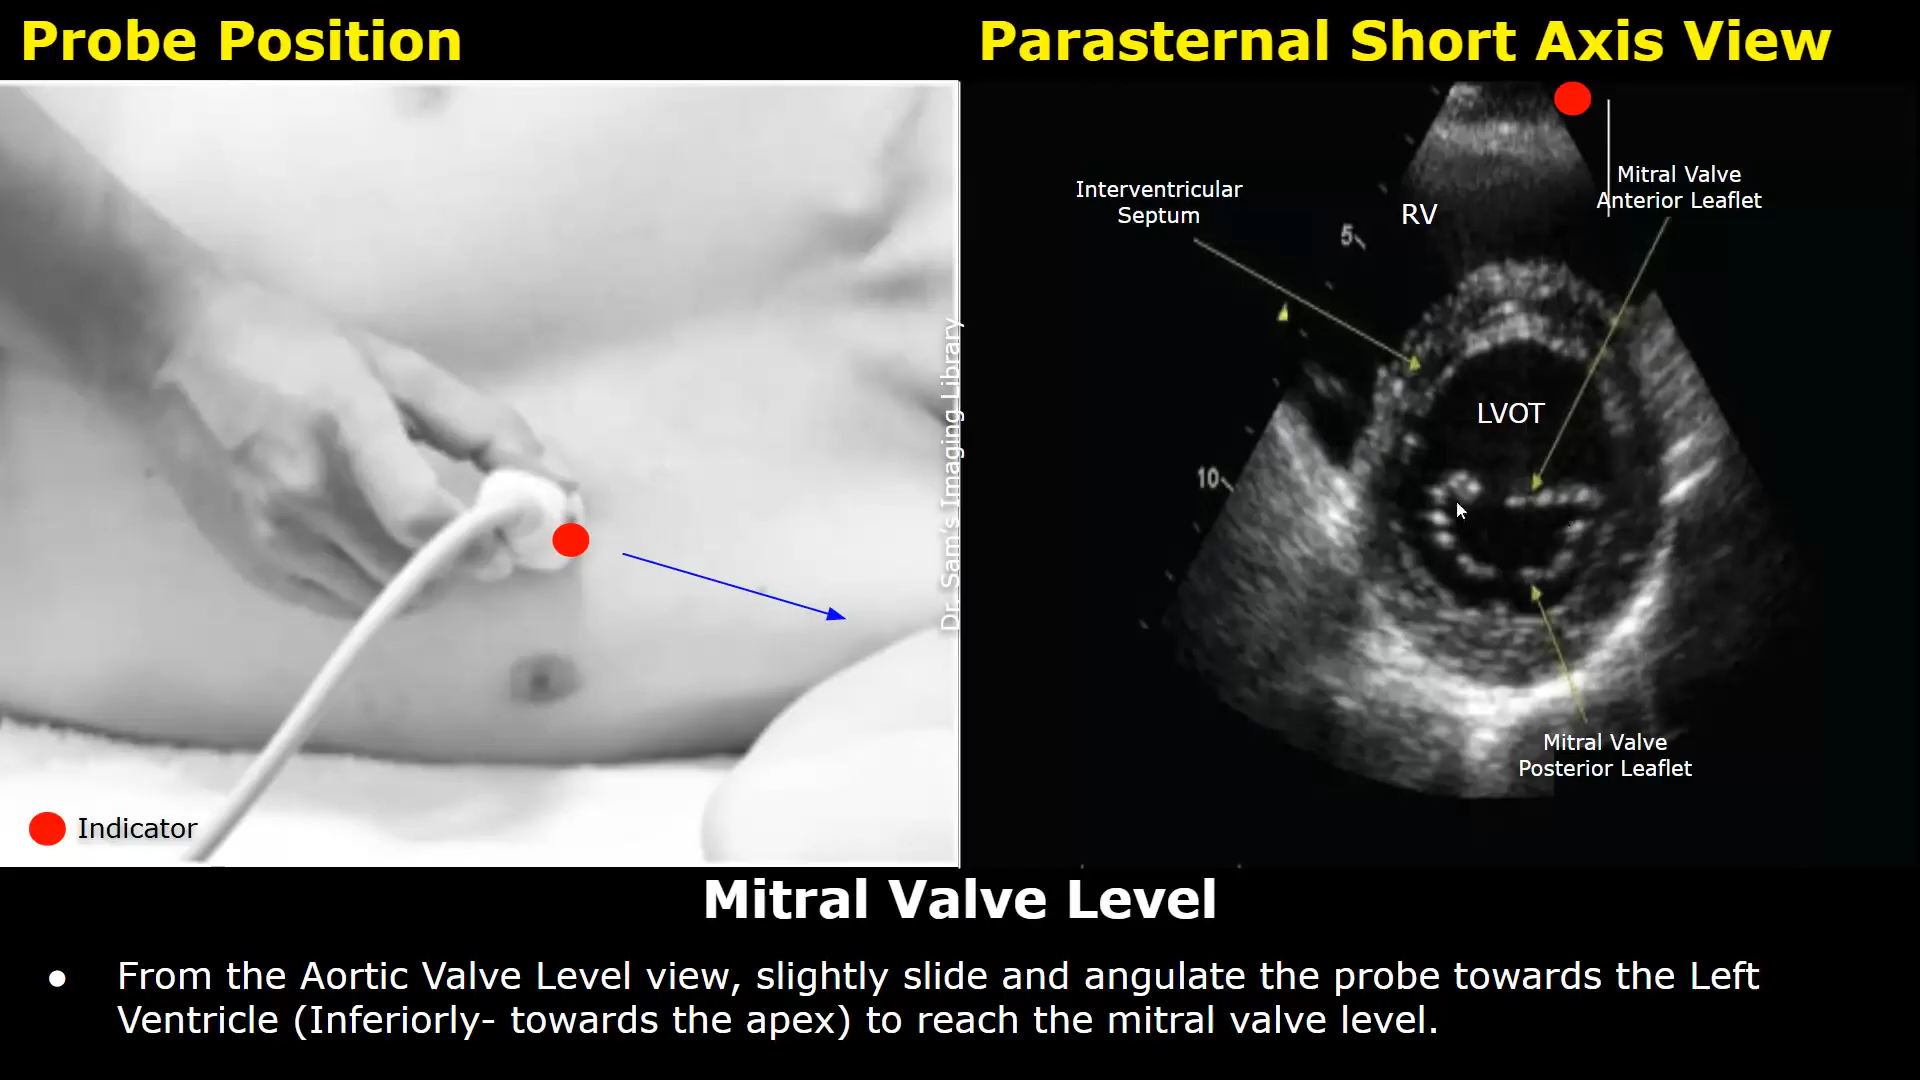 Probe Position
Parasternal Short Axis View
Interventricular
Septum
RV
Mitral Valve
Anterior Leaflet
5
LVOT
10
Dr. Sam's Imaging Library
Mitral Valve
Posterior Leaflet
Indicator
Mitral Valve Level
● From the Aortic Valve Level view, slightly slide and angulate the probe towards the Left
Ventricle (Inferiorly- towards the apex) to reach the mitral valve level.